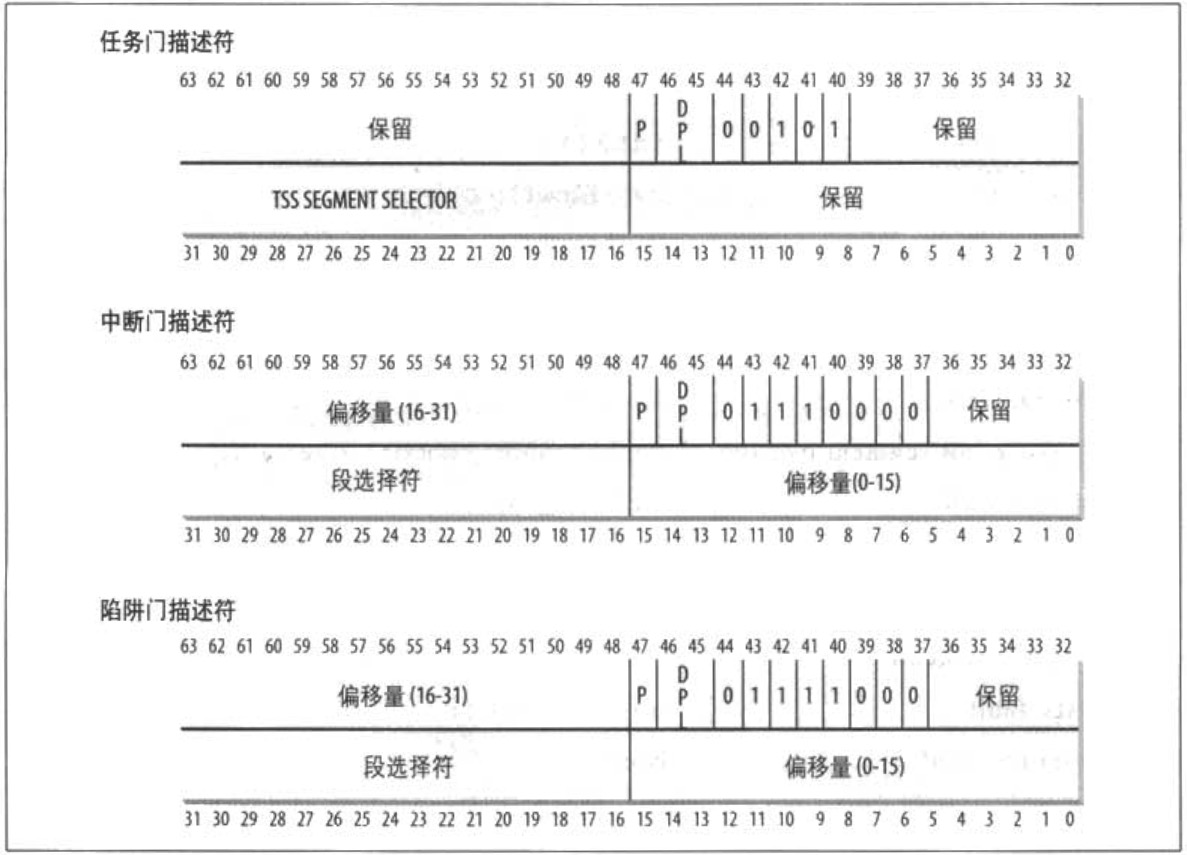 任务门描述符
63 62 61 60 59 58 57 56 55 54 53 52 51 50 49 48 47 46 45 44 43 42 41 40 39 38 37 36 35 34 33 32
保留 P DPL 0 0 1 0 1 保留
TSS SEGMENT SELECTOR 保留
31 30 29 28 27 26 25 24 23 22 21 20 19 18 17 16 15 14 13 12 11 10 9 8 7 6 5 4 3 2 1 0
中断门描述符
63 62 61 60 59 58 57 56 55 54 53 52 51 50 49 48 47 46 45 44 43 42 41 40 39 38 37 36 35 34 33 32
偏移量 (16-31) P DPL 0 1 1 1 0 0 0 0 保留
段选择符 偏移量(0-15)
31 30 29 28 27 26 25 24 23 22 21 20 19 18 17 16 15 14 13 12 11 10 9 8 7 6 5 4 3 2 1 0
陷阱门描述符
63 62 61 60 59 58 57 56 55 54 53 52 51 50 49 48 47 46 45 44 43 42 41 40 39 38 37 36 35 34 33 32
偏移量 (16-31) P DPL 0 1 1 1 1 0 0 0 保留
段选择符 偏移量 (0-15)
31 30 29 28 27 26 25 24 23 22 21 20 19 18 17 16 15 14 13 12 11 10 9 8 7 6 5 4 3 2 1 0